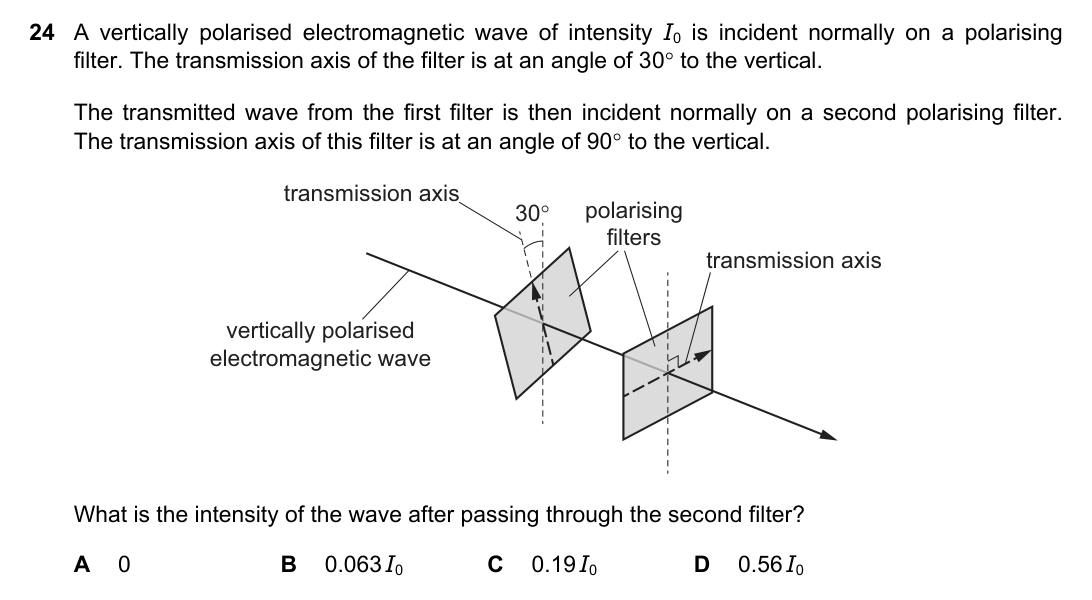 24 A vertically polarised electromagnetic wave of intensity I₀ is incident normally on a polarising
filter. The transmission axis of the filter is at an angle of 30° to the vertical.
The transmitted wave from the first filter is then incident normally on a second polarising filter.
The transmission axis of this filter is at an angle of 90° to the vertical.
transmission axis
30°
polarising
filters
transmission axis
vertically polarised
electromagnetic wave
What is the intensity of the wave after passing through the second filter?
A 0 B 0.063 I₀ C 0.19 I₀ D 0.56 I₀